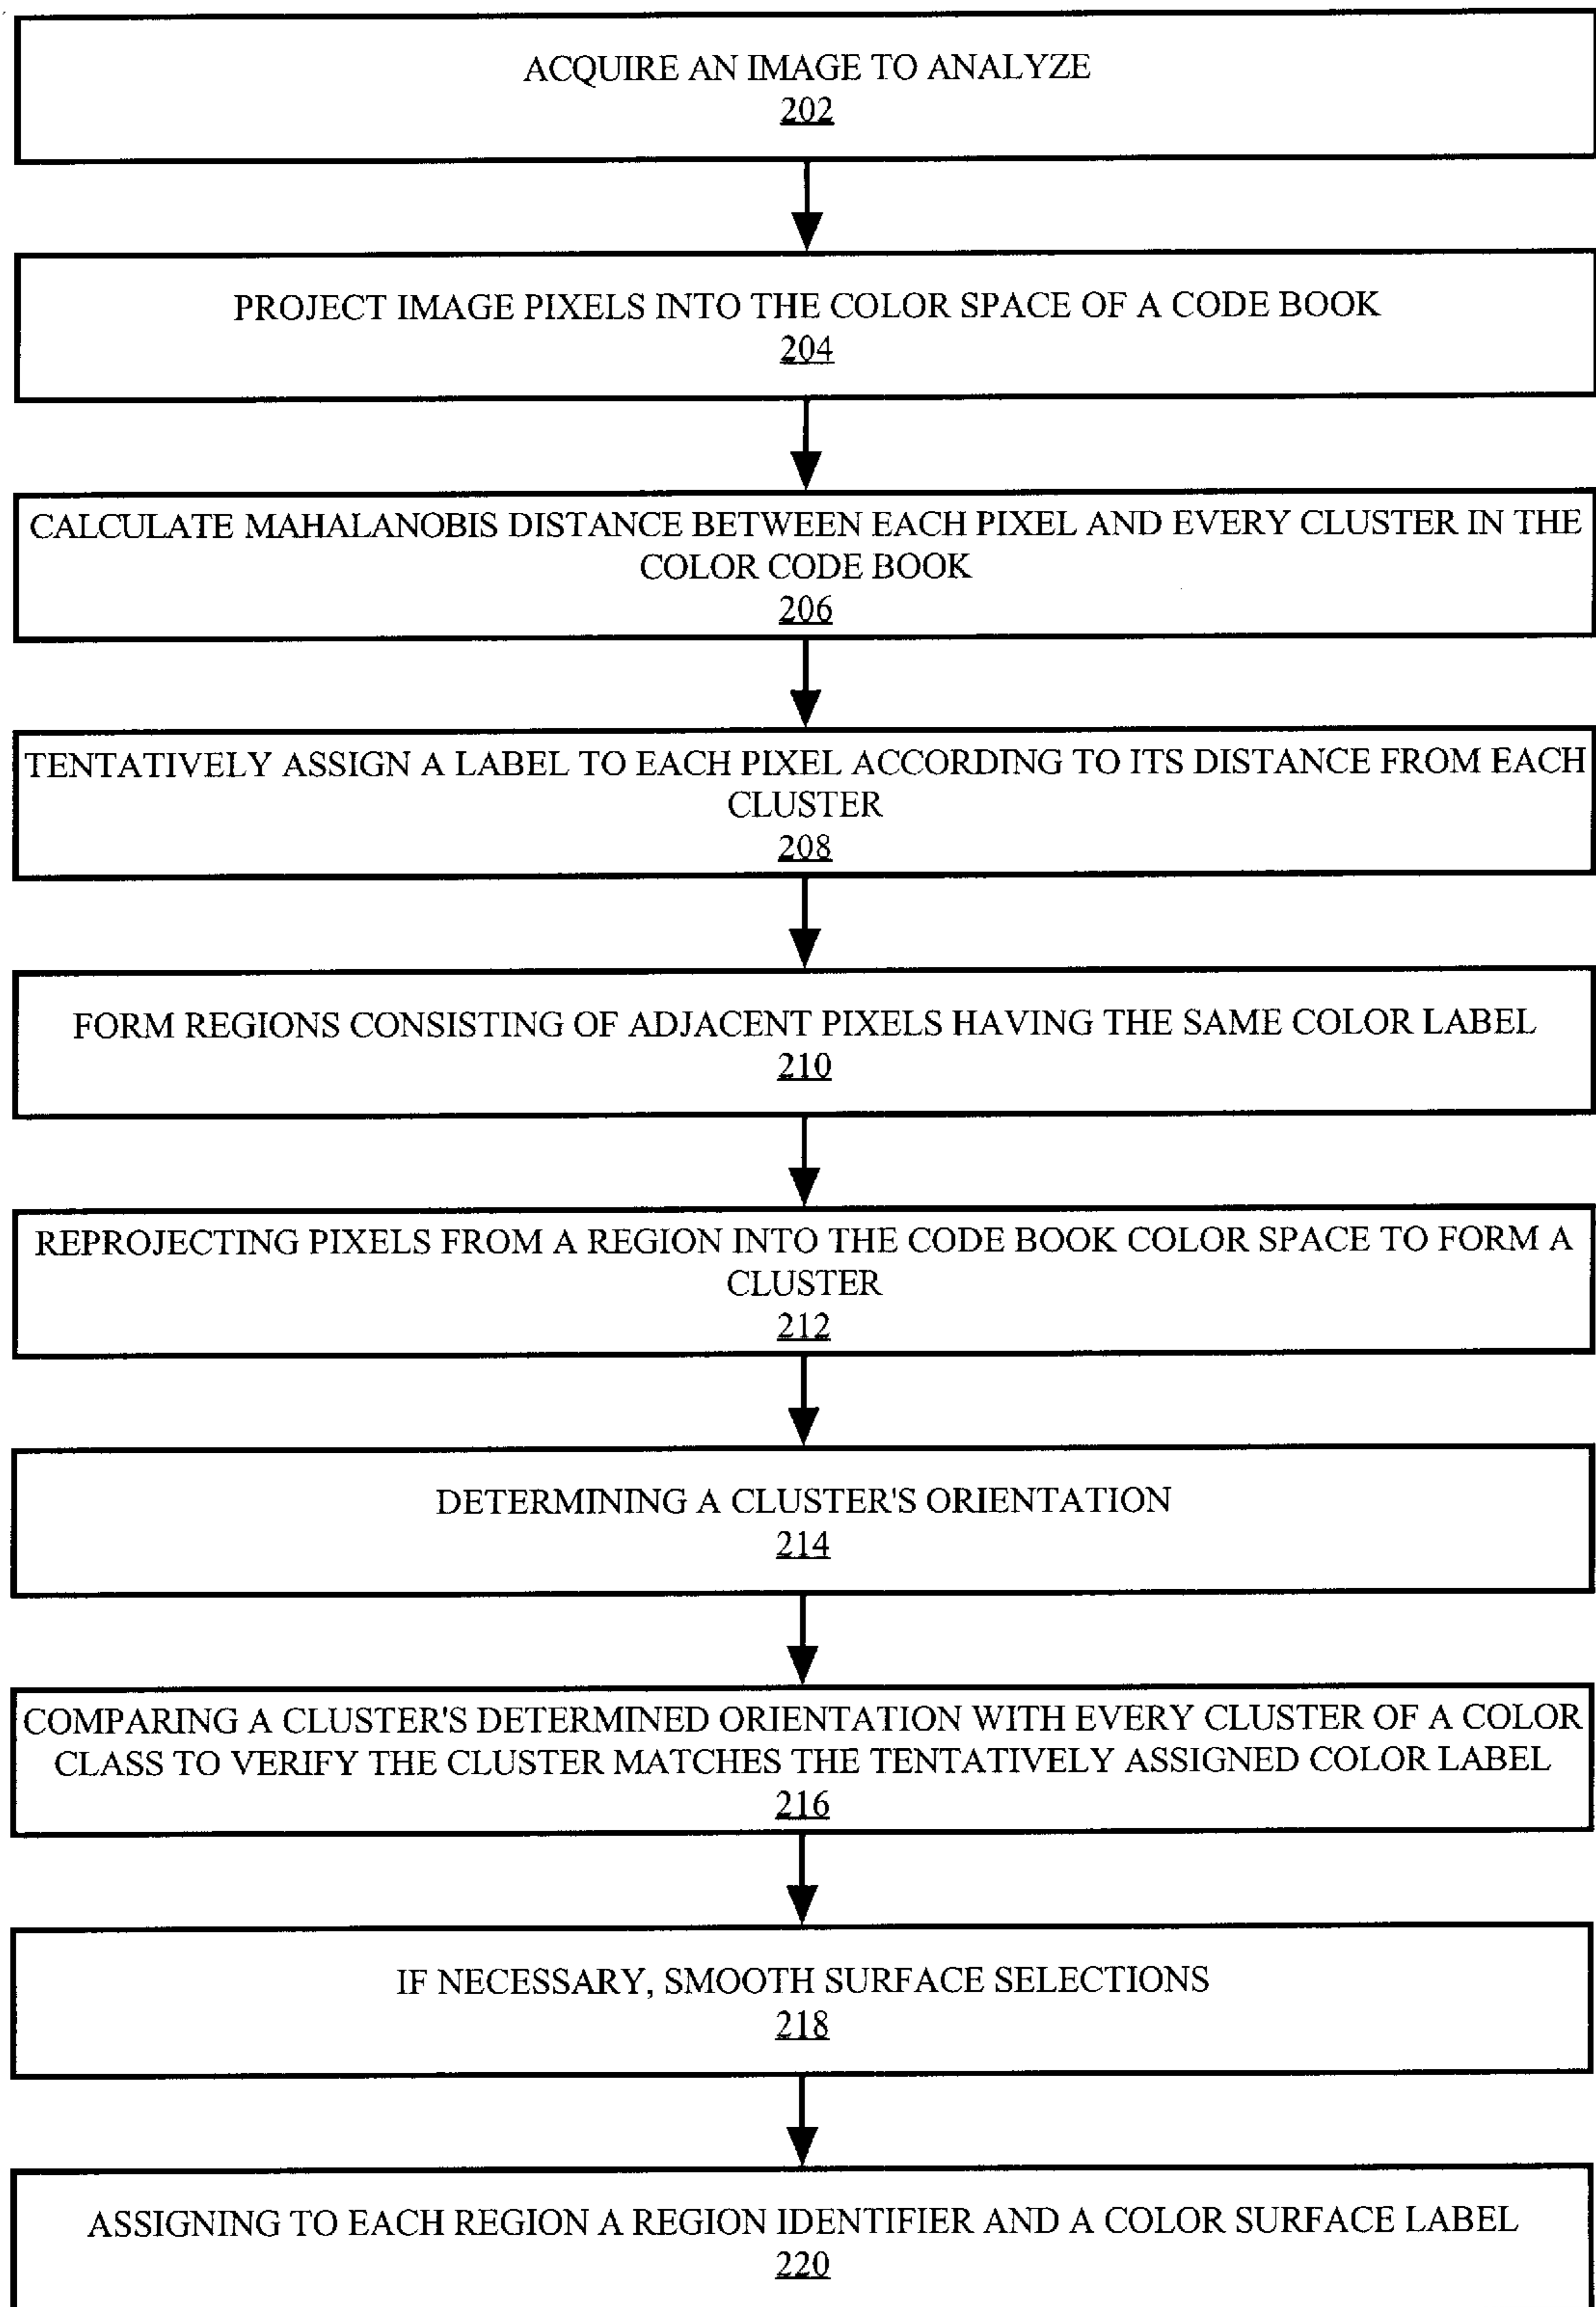 ACQUIRE AN IMAGE TO ANALYZE
202
PROJECT IMAGE PIXELS INTO THE COLOR SPACE OF A CODE BOOK
204
CALCULATE MAHALANOBIS DISTANCE BETWEEN EACH PIXEL AND EVERY CLUSTER IN THE
COLOR CODE BOOK
206
TENTATIVELY ASSIGN A LABEL TO EACH PIXEL ACCORDING TO ITS DISTANCE FROM EACH
CLUSTER
208
FORM REGIONS CONSISTING OF ADJACENT PIXELS HAVING THE SAME COLOR LABEL
210
REPROJECTING PIXELS FROM A REGION INTO THE CODE BOOK COLOR SPACE TO FORM A
CLUSTER
212
DETERMINING A CLUSTER'S ORIENTATION
214
COMPARING A CLUSTER'S DETERMINED ORIENTATION WITH EVERY CLUSTER OF A COLOR
CLASS TO VERIFY THE CLUSTER MATCHES THE TENTATIVELY ASSIGNED COLOR LABEL
216
IF NECESSARY, SMOOTH SURFACE SELECTIONS
218
ASSIGNING TO EACH REGION A REGION IDENTIFIER AND A COLOR SURFACE LABEL
220